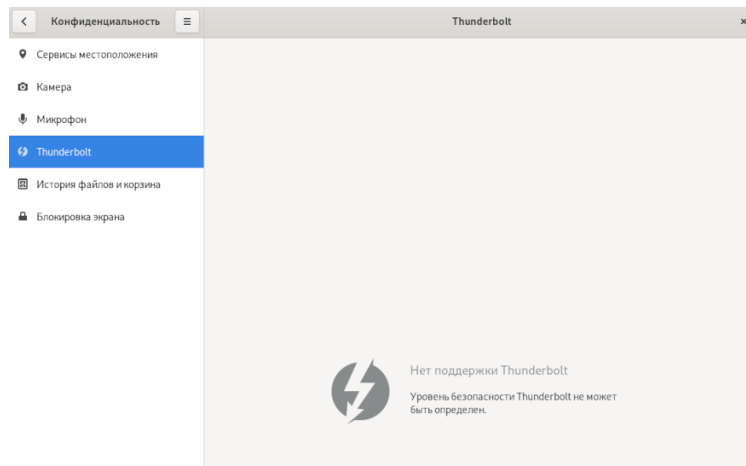 Конфиденциальность
Thunderbolt
Сервисы местоположения
Камера
Микрофон
Thunderbolt
История файлов и корзина
Блокировка экрана
Нет поддержки Thunderbolt
Уровень безопасности Thunderbolt не может
быть определен.